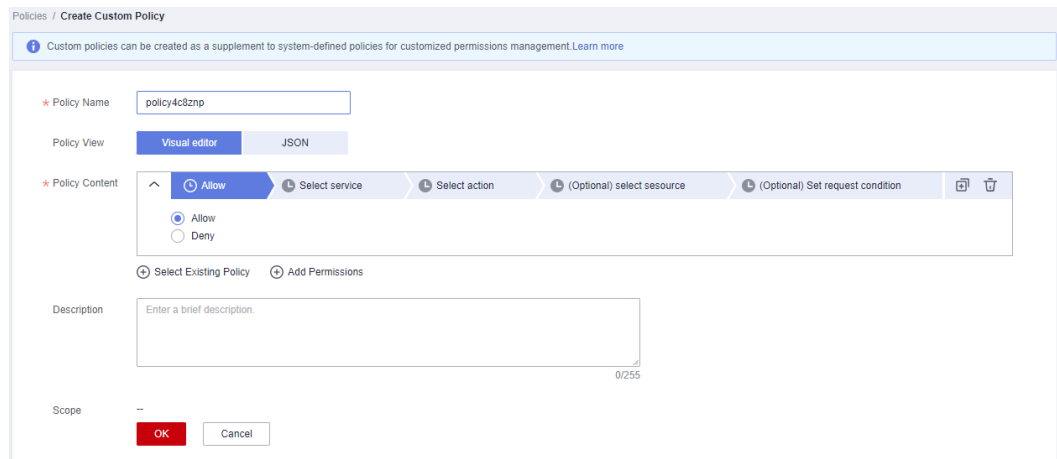 Policies / Create Custom Policy
Custom policies can be created as a supplement to system-defined policies for customized permissions management.Learn more
* Policy Name policy4c8znp
Policy View Visual editor JSON
* Policy Content Allow Select service Select action (Optional) select sesource (Optional) Set request condition
Allow
Deny
Select Existing Policy Add Permissions
Description Enter a brief description.
0/255
Scope --
OK Cancel